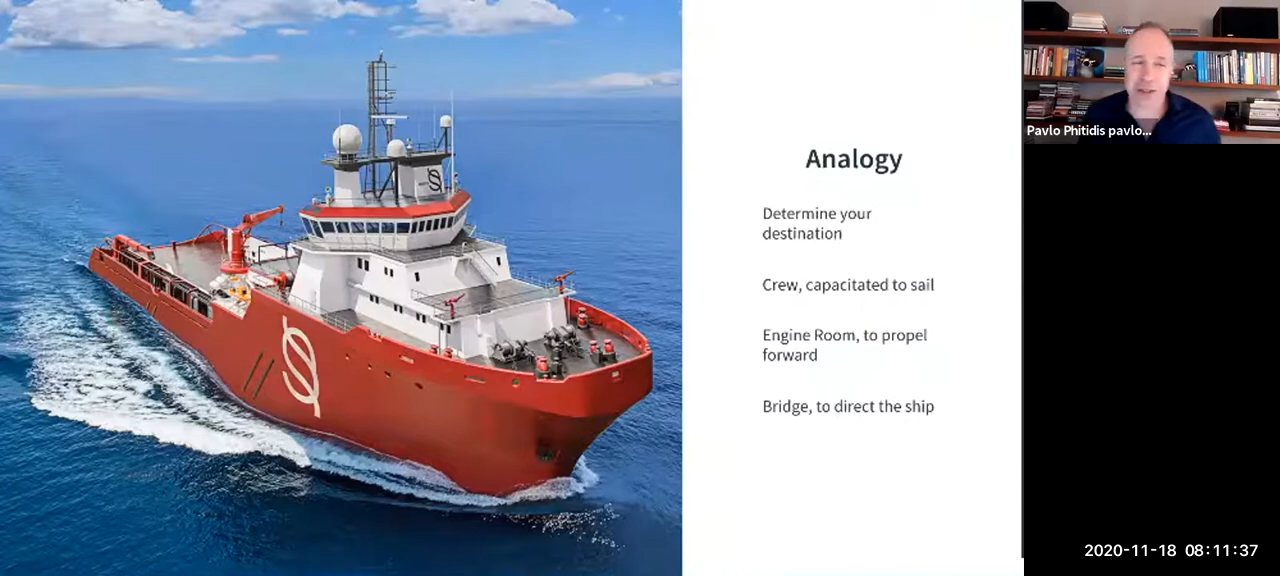 Analogy
Determine your
destination
Crew, capacitated to sail
Engine Room, to propel
forward
Bridge, to direct the ship
Pavlo Phitidis pavlo...
2020-11-18 08:11:37